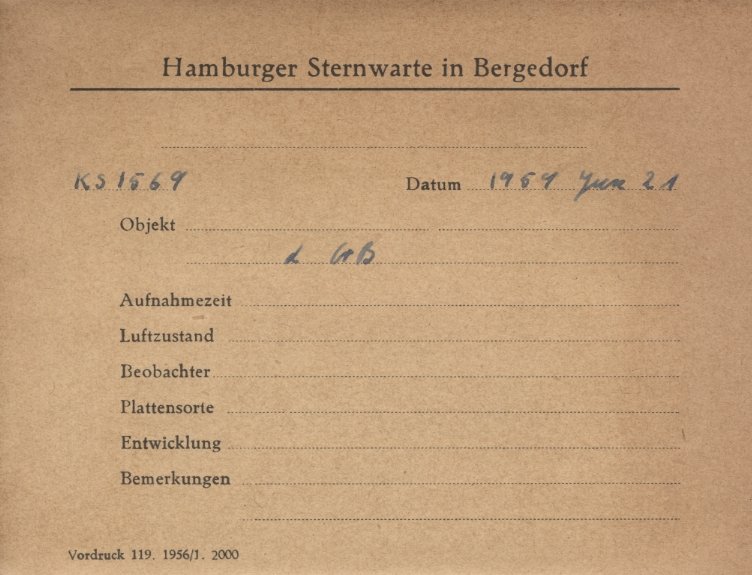 Hamburger Sternwarte in Bergedorf
KS 1569 Datum 1959 Jun 21
Objekt
Aufnahmezeit
Luftzustand
Beobachter
Plattensorte
Entwicklung
Bemerkungen
Vordruck 119. 1956/1. 2000